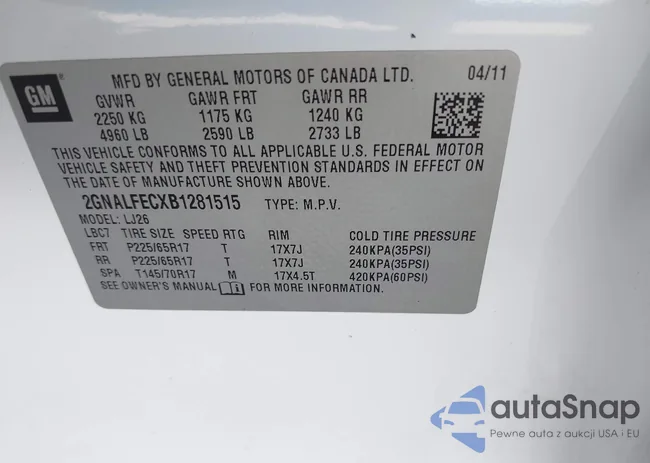 GM
MFD BY GENERAL MOTORS OF CANADA LTD. 04/11
GVWR GAWR FRT GAWR RR
2250 KG 1175 KG 1240 KG
4960 LB 2590 LB 2733 LB
THIS VEHICLE CONFORMS TO ALL APPLICABLE U.S. FEDERAL MOTOR
VEHICLE SAFETY AND THEFT PREVENTION STANDARDS IN EFFECT ON
THE DATE OF MANUFACTURE SHOWN ABOVE.
2GNALFECXB1281515 TYPE: M.P.V.
MODEL: LJ26
LBC7 TIRE SIZE SPEED RTG RIM COLD TIRE PRESSURE
FRT P225/65R17 T 17X7J 240KPA(35PSI)
RR P225/65R17 T 17X7J 240KPA(35PSI)
SPA T145/70R17 M 17X4.5T 420KPA(60PSI)
SEE OWNER'S MANUAL i FOR MORE INFORMATION.
autoSnap
Pewne auta z aukcji USA i EU